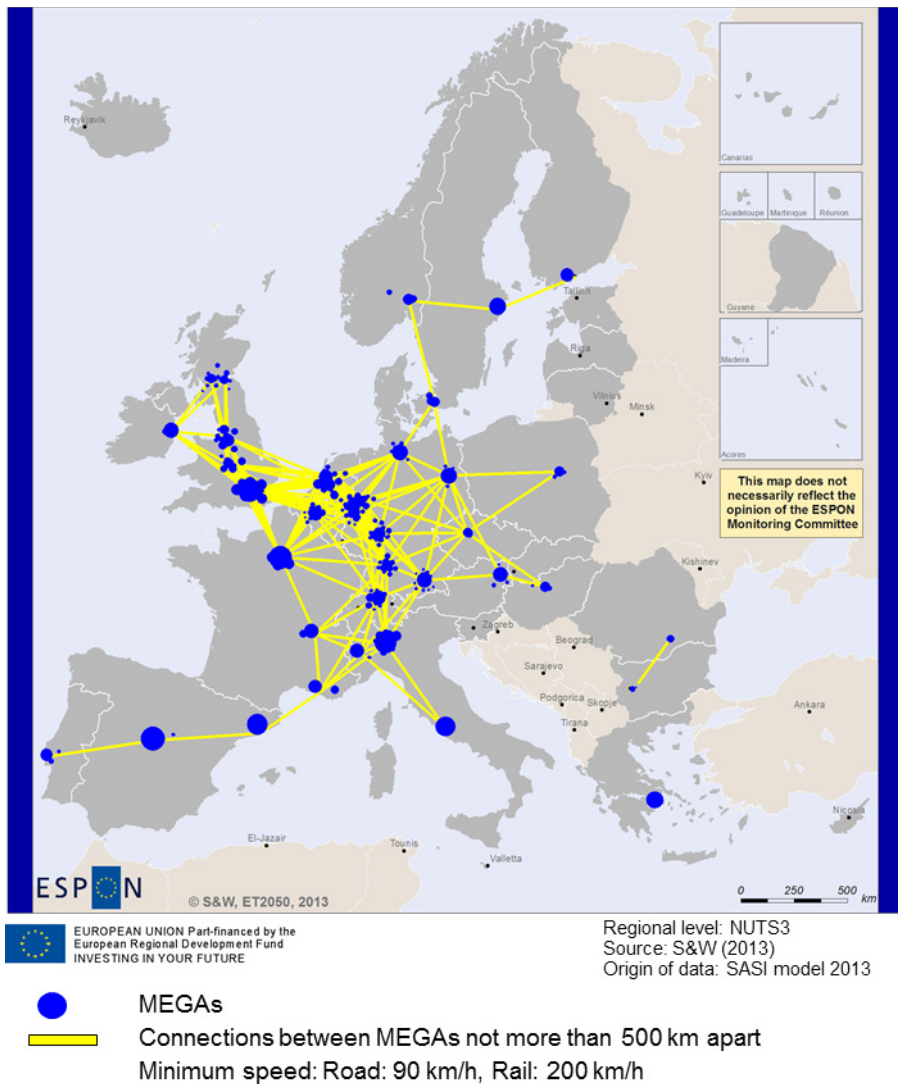 Reykjavik
Canarias
Guadeloupe
Martinique
Réunion
Guyane
Madeira
Acores
Tallinn
Riga
Vilnius
Minsk
Kyiv
This map does not
necessarily reflect the
opinion of the ESPON
Monitoring Committee
Kishinev
Zagreb
Beograd
Sarajevo
Podgorica
Skopje
Tirana
Ankara
Nicosia
El-Jazair
Tounis
Valletta
ESPON
© S&W, ET2050, 2013
0 250 500 km
EUROPEAN UNION Part-financed by the
European Regional Development Fund
INVESTING IN YOUR FUTURE
Regional level: NUTS3
Source: S&W (2013)
Origin of data: SASI model 2013
MEGAs
Connections between MEGAs not more than 500 km apart
Minimum speed: Road: 90 km/h, Rail: 200 km/h